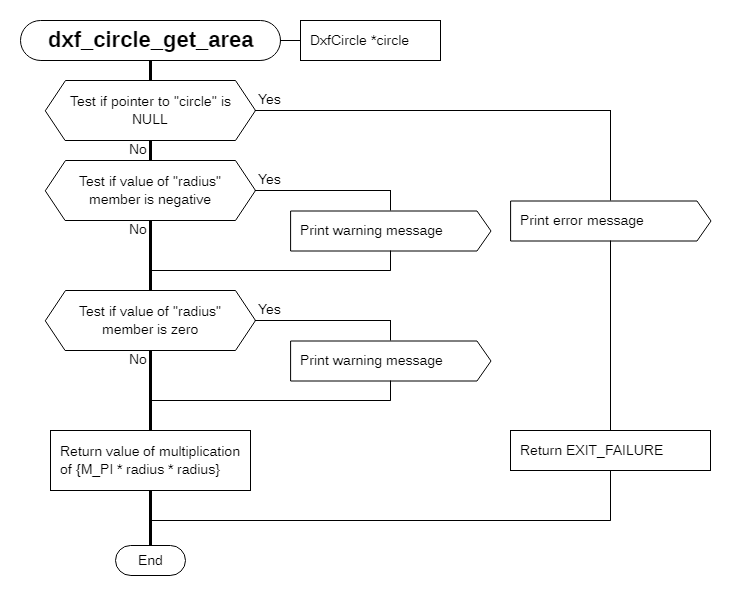 dxf_circle_get_area
DxfCircle *circle
Test if pointer to "circle" is
NULL
Yes
No
Test if value of "radius"
member is negative
Yes
No
Print warning message
Print error message
Test if value of "radius"
member is zero
Yes
No
Print warning message
Return value of multiplication
of {M_PI * radius * radius}
Return EXIT_FAILURE
End